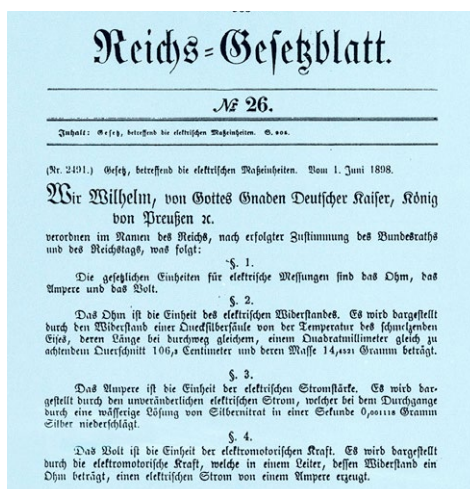 Reichs-Gesetzblatt.
№ 26.
Inhalt: Gesetz, betreffend die elektrischen Maßeinheiten. S. 905.
(Nr. 2491.) Gesetz, betreffend die elektrischen Maßeinheiten. Vom 1. Juni 1898.
Wir Wilhelm, von Gottes Gnaden Deutscher Kaiser, König
von Preußen ꝛc.
verordnen im Namen des Reichs, nach erfolgter Zustimmung des Bundesraths
und des Reichstags, was folgt:
§. 1.
Die gesetzlichen Einheiten für elektrische Messungen sind das Ohm, das
Ampere und das Volt.
§. 2.
Das Ohm ist die Einheit des elektrischen Widerstandes. Es wird dargestellt
durch den Widerstand einer Quecksilbersäule von der Temperatur des schmelzenden
Eises, deren Länge bei durchweg gleichem, einem Quadratmillimeter gleich zu
achtendem Querschnitt 106,3 Centimeter und deren Masse 14,4521 Gramm beträgt.
§. 3.
Das Ampere ist die Einheit der elektrischen Stromstärke. Es wird dar-
gestellt durch den unveränderlichen elektrischen Strom, welcher bei dem Durchgange
durch eine wässerige Lösung von Silbernitrat in einer Sekunde 0,001118 Gramm
Silber niederschlägt.
§. 4.
Das Volt ist die Einheit der elektromotorischen Kraft. Es wird dargestellt
durch die elektromotorische Kraft, welche in einem Leiter, dessen Widerstand ein
Ohm beträgt, einen elektrischen Strom von einem Ampere erzeugt.